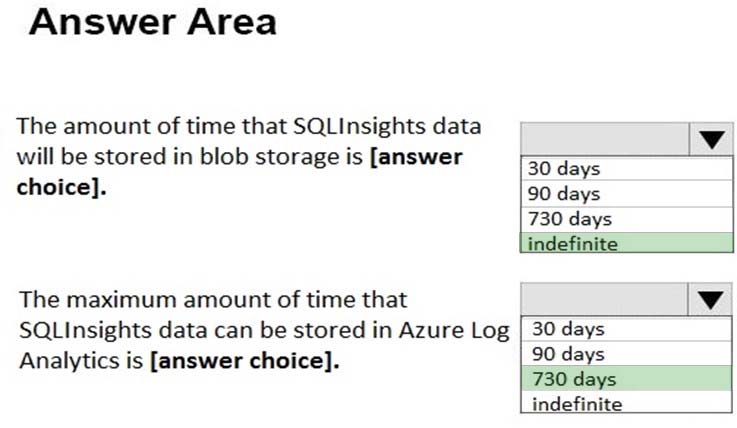 Answer Area
The amount of time that SQLInsights data
will be stored in blob storage is [answer
choice].
30 days
90 days
730 days
indefinite
The maximum amount of time that
SQLInsights data can be stored in Azure Log
Analytics is [answer choice].
30 days
90 days
730 days
indefinite